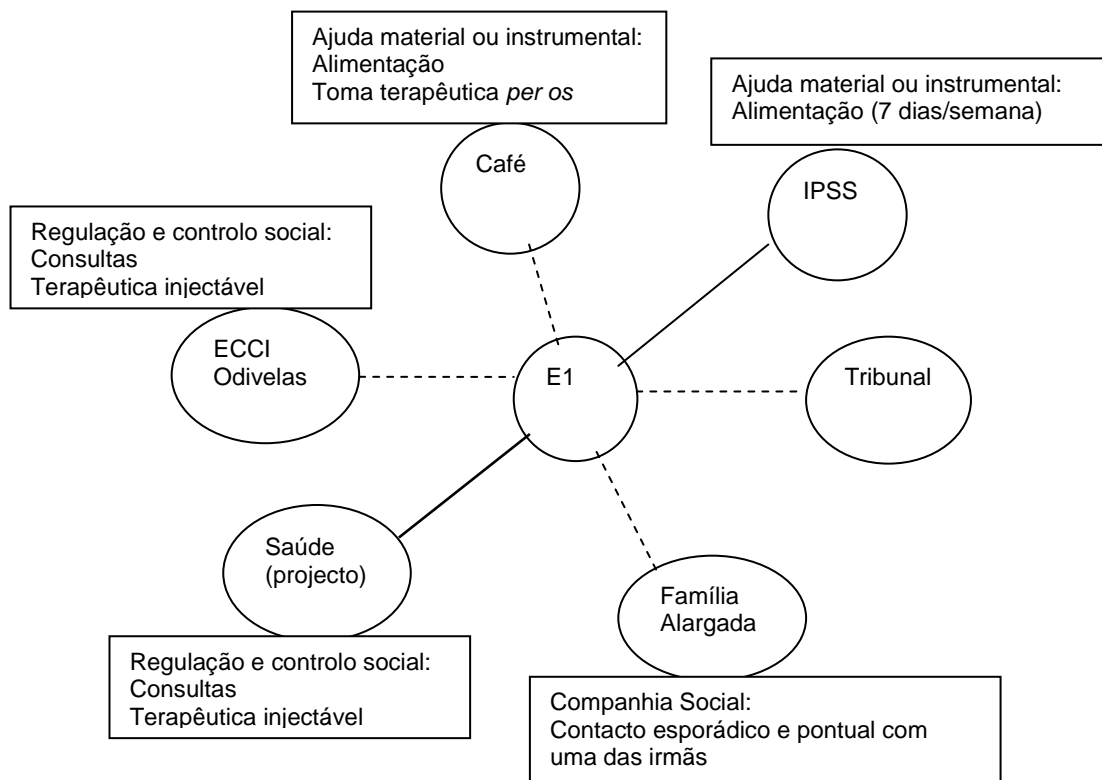 Ajuda material ou instrumental:
Alimentação
Toma terapêutica per os
Ajuda material ou instrumental:
Alimentação (7 dias/semana)
Café
IPSS
Regulação e controlo social:
Consultas
Terapêutica injectável
ECCI
Odivelas
E1
Tribunal
Saúde
(projecto)
Família
Alargada
Regulação e controlo social:
Consultas
Terapêutica injectável
Companhia Social:
Contacto esporádico e pontual com
uma das irmãs